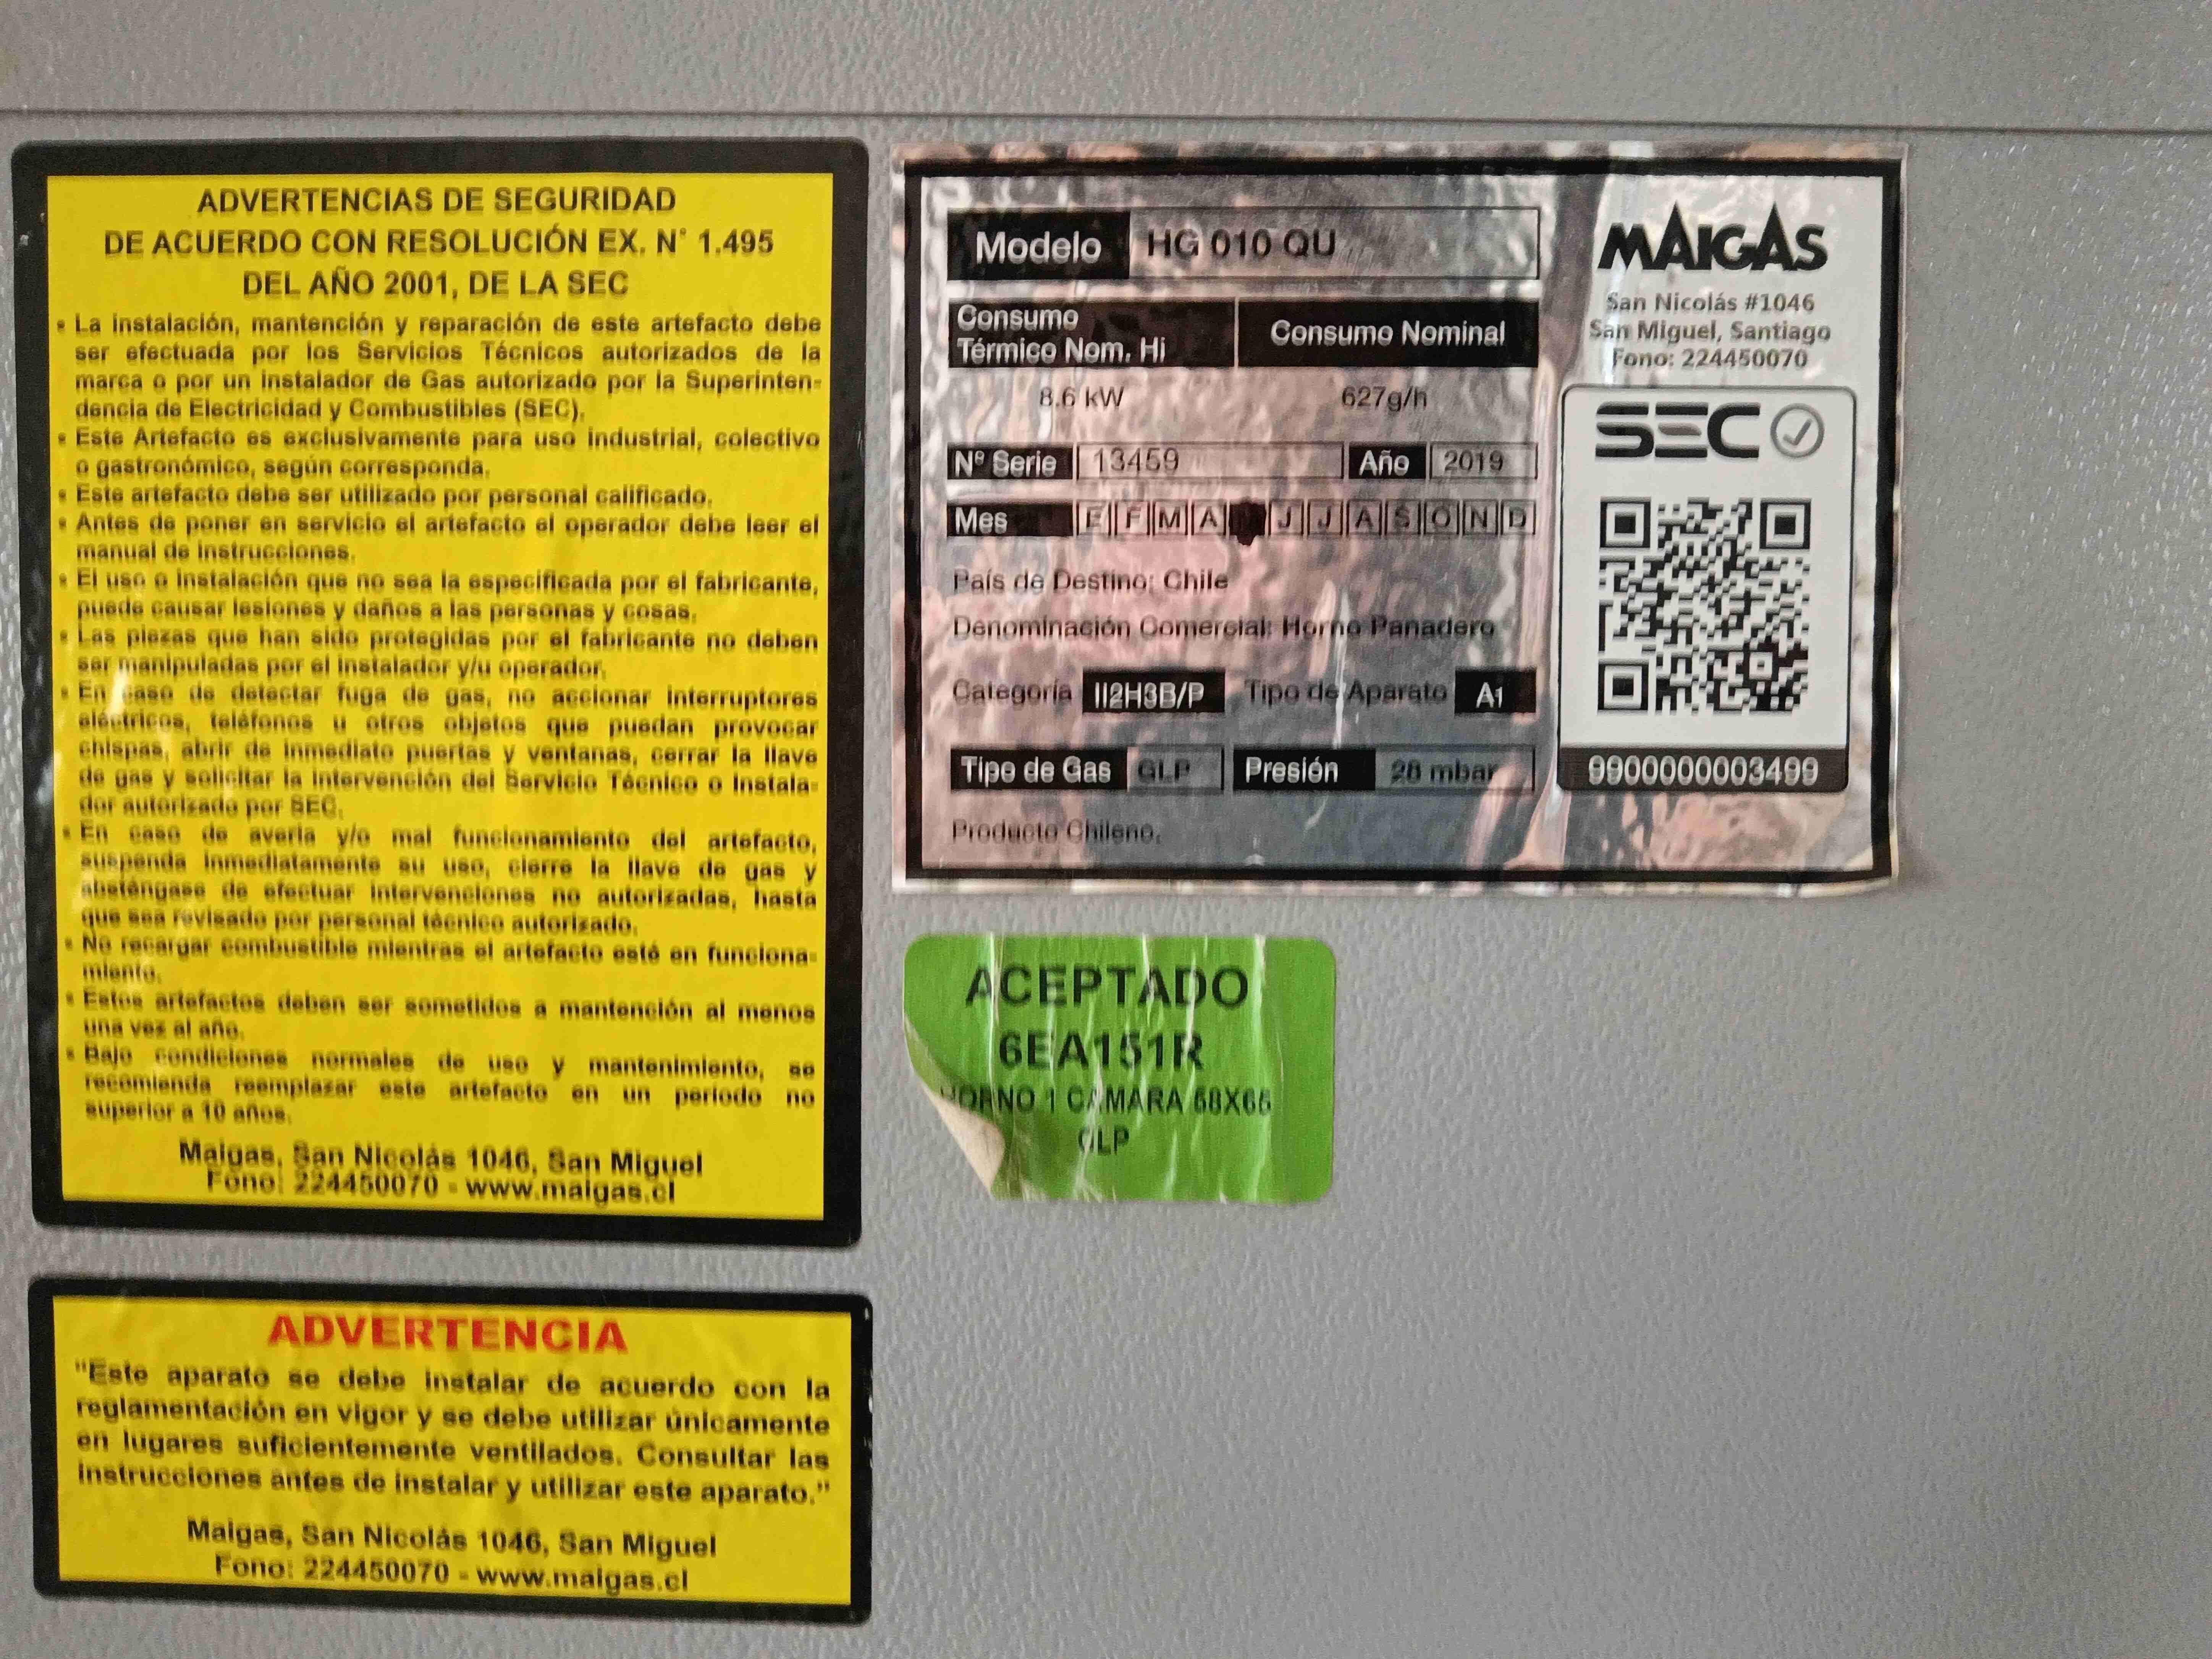 ADVERTENCIAS DE SEGURIDAD
DE ACUERDO CON RESOLUCIÓN EX. N° 1.495
DEL AÑO 2001, DE LA SEC
• La instalación, mantención y reparación de este artefacto debe
ser efectuada por los Servicios Técnicos autorizados de la
marca o por un instalador de Gas autorizado por la Superinten-
dencia de Electricidad y Combustibles (SEC).
• Este Artefacto es exclusivamente para uso industrial, colectivo
o gastronómico, según corresponda.
• Este artefacto debe ser utilizado por personal calificado.
• Antes de poner en servicio el artefacto el operador debe leer el
manual de instrucciones.
• El uso o instalación que no sea la especificada por el fabricante,
puede causar lesiones y daños a las personas y cosas.
• Las piezas que han sido protegidas por el fabricante no deben
ser manipuladas por el instalador y/u operador.
• En caso de detectar fuga de gas, no accionar interruptores
eléctricos, teléfonos u otros objetos que puedan provocar
chispas, abrir de inmediato puertas y ventanas, cerrar la llave
de gas y solicitar la intervención del Servicio Técnico o Instala-
dor autorizado por SEC.
• En caso de avería y/o mal funcionamiento del artefacto,
suspenda inmediatamente su uso, cierre la llave de gas y
absténgase de efectuar intervenciones no autorizadas, hasta
que sea revisado por personal técnico autorizado.
• No recargar combustible mientras el artefacto esté en funciona-
miento.
• Estos artefactos deben ser sometidos a mantención al menos
una vez al año.
• Bajo condiciones normales de uso y mantenimiento, se
recomienda reemplazar este artefacto en un período no
superior a 10 años.
Maigas, San Nicolás 1046, San Miguel
Fono: 224450070 - www.maigas.cl
ADVERTENCIA
"Este aparato se debe instalar de acuerdo con la
reglamentación en vigor y se debe utilizar únicamente
en lugares suficientemente ventilados. Consultar las
instrucciones antes de instalar y utilizar este aparato."
Maigas, San Nicolás 1046, San Miguel
Fono: 224450070 - www.maigas.cl
Modelo HG 010 QU
Consumo
Térmico Nom. Hi
Consumo Nominal
8.6 kW 627g/h
Nº Serie 13459 Año 2019
Mes E F M A J J A S O N D
País de Destino: Chile
Denominación Comercial: Horno Panadero
Categoría II2H3B/P Tipo de Aparato A1
Tipo de Gas GLP Presión 28 mbar
Producto Chileno.
MAIGAS
San Nicolás #1046
San Miguel, Santiago
Fono: 224450070
SEC
9900000003499
ACEPTADO
6EA151R
HORNO 1 CAMARA 58X65
GLP